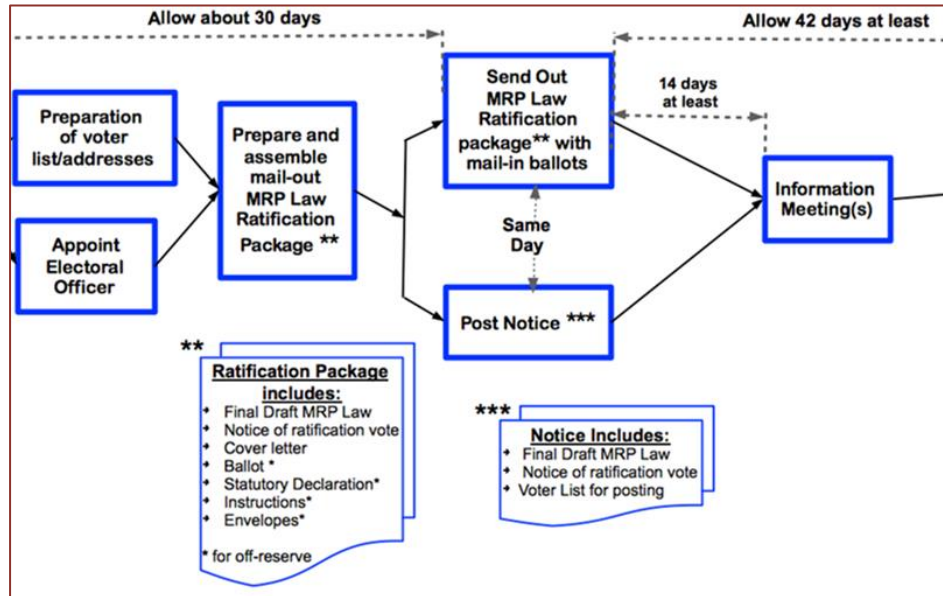 Allow about 30 days
Allow 42 days at least
Preparation
of voter
list/addresses
Appoint
Electoral
Officer
Prepare and
assemble
mail-out
MRP Law
Ratification
Package **
Send Out
MRP Law
Ratification
package** with
mail-in ballots
14 days
at least
Same
Day
Post Notice ***
Information
Meeting(s)
**
Ratification Package
includes:
Final Draft MRP Law
Notice of ratification vote
Cover letter
Ballot *
Statutory Declaration*
Instructions*
Envelopes*
* for off-reserve
***
Notice Includes:
Final Draft MRP Law
Notice of ratification vote
Voter List for posting